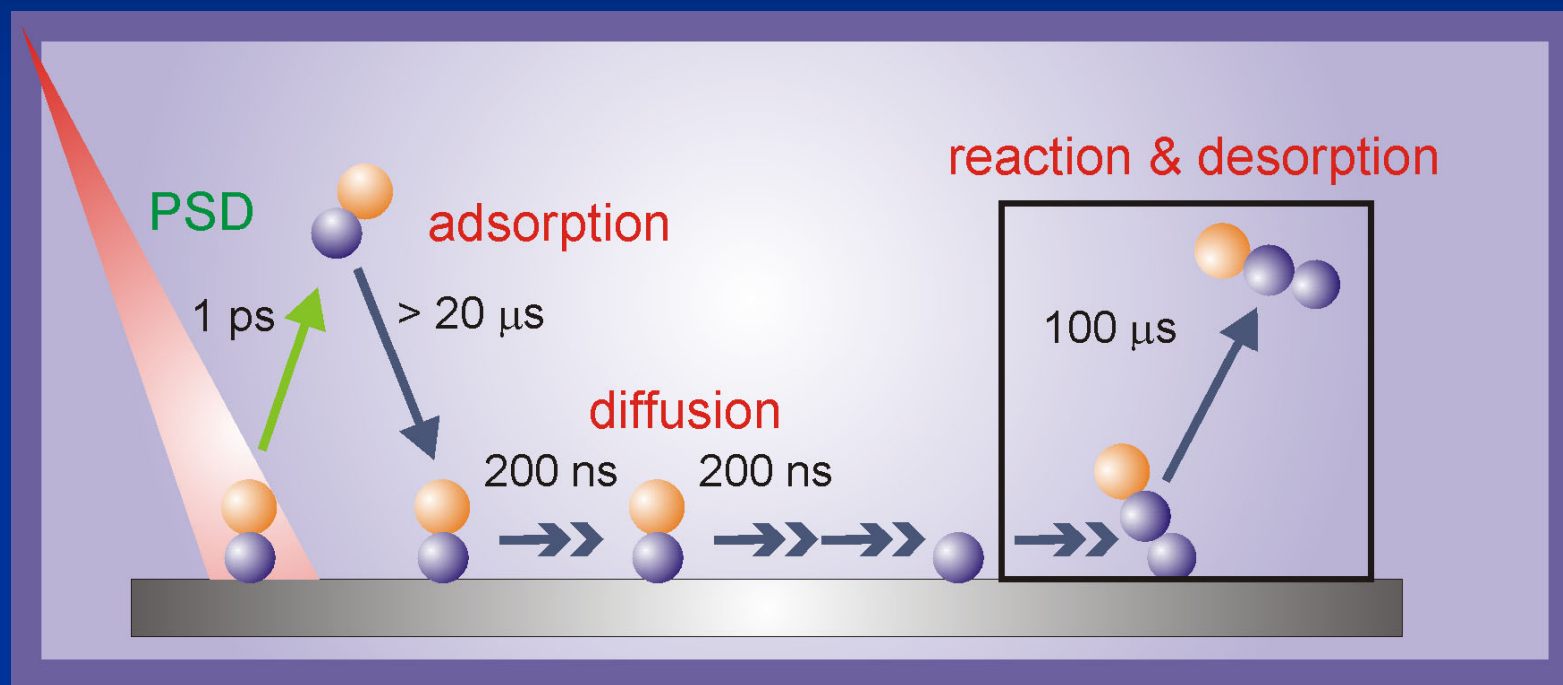 reaction & desorption
PSD
adsorption
1 ps
> 20 μs
100 μs
diffusion
200 ns
200 ns